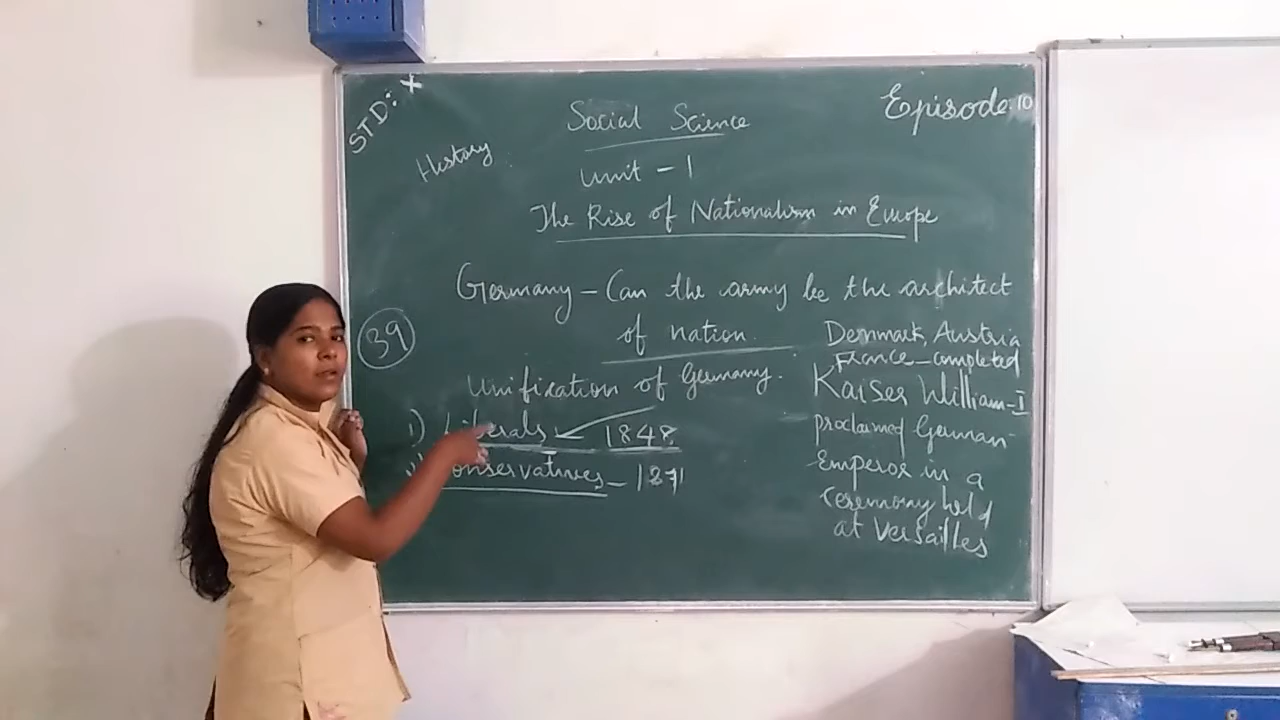 STD: X
Episode: 10
Social Science
History
Unit - 1
The Rise of Nationalism in Europe
Germany - Can the army be the architect
of nation.
39
Unification of Germany.
i) Liberals - 1848
ii) Conservatives - 1871
Denmark, Austria
France - completed
Kaiser William - I
proclaimed German
Emperor in a
ceremony held
at Versailles